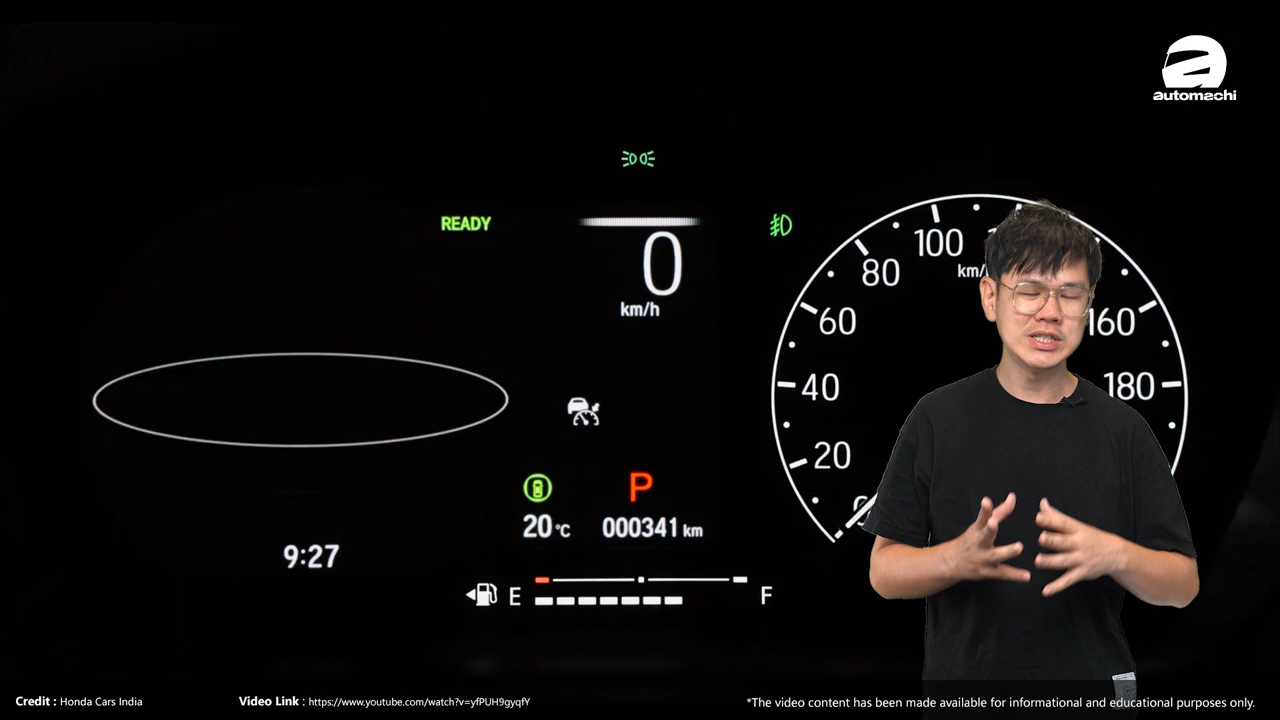 automachi
READY
0
km/h
20 °C
P
000341 km
9:27
E
F
20
40
60
80
100
160
180
Credit : Honda Cars India
Video Link : https://www.youtube.com/watch?v=yfPUH9gyqfY
*The video content has been made available for informational and educational purposes only.